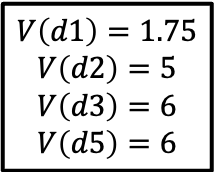 V(d1) = 1.75
V(d2) = 5
V(d3) = 6
V(d5) = 6